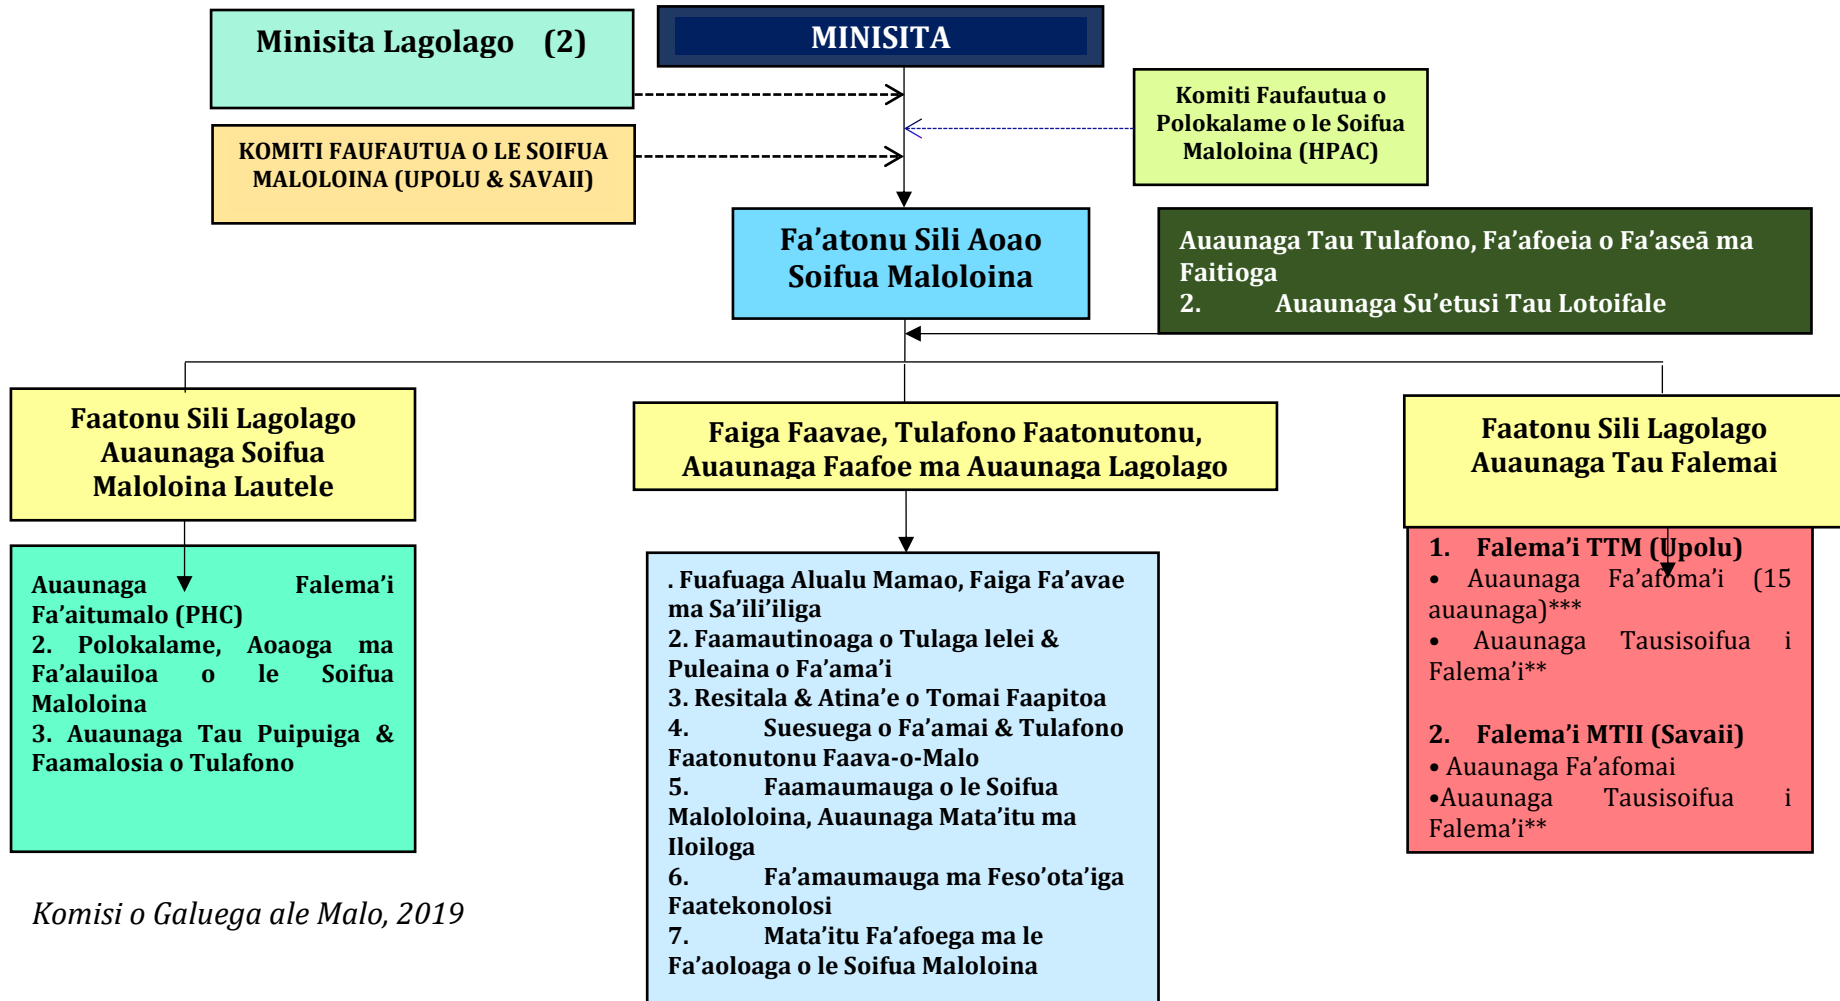 Minisita Lagolago (2)
MINISITA
Komiti Faufautua o
Polokalame o le Soifua
Maloloina (HPAC)
KOMITI FAUFAUTUA O LE SOIFUA
MALOLOINA (UPOLU & SAVAII)
Fa’atonu Sili Aoao
Soifua Maloloina
Auaunaga Tau Tulafono, Fa’afoeia o Fa’aseā ma
Faitioga
2. Auaunaga Su’etusi Tau Lotoifale
Faatonu Sili Lagolago
Auaunaga Soifua
Maloloina Lautele
Faiga Faavae, Tulafono Faatonutonu,
Auaunaga Faafoe ma Auaunaga Lagolago
Faatonu Sili Lagolago
Auaunaga Tau Falemai
Auaunaga Falema’i
Fa’aitumalo (PHC)
2. Polokalame, Aoaoga ma
Fa’alauiloa o le Soifua
Maloloina
3. Auaunaga Tau Puipuiga &
Faamalosia o Tulafono
. Fuafuaga Alualu Mamao, Faiga Fa’avae
ma Sa’ili’iliga
2. Faamautinoaga o Tulaga lelei &
Puleaina o Fa’ama’i
3. Resitala & Atina’e o Tomai Faapitoa
4. Suesuega o Fa’amai & Tulafono
Faatonutonu Faava-o-Malo
5. Faamaumauga o le Soifua
Malololoina, Auaunaga Mata’itu ma
Iloiloga
6. Fa’amaumauga ma Feso’ota’iga
Faatekonolosi
7. Mata’itu Fa’afoega ma le
Fa’aoloaga o le Soifua Maloloina
1. Falema’i TTM (Upolu)
• Auaunaga Fa’afoma’i (15
auaunaga)***
• Auaunaga Tausisoifua i
Falema’i**
2. Falema’i MTII (Savaii)
• Auaunaga Fa’afomai
•Auaunaga Tausisoifua i
Falema’i**
Komisi o Galuega ale Malo, 2019